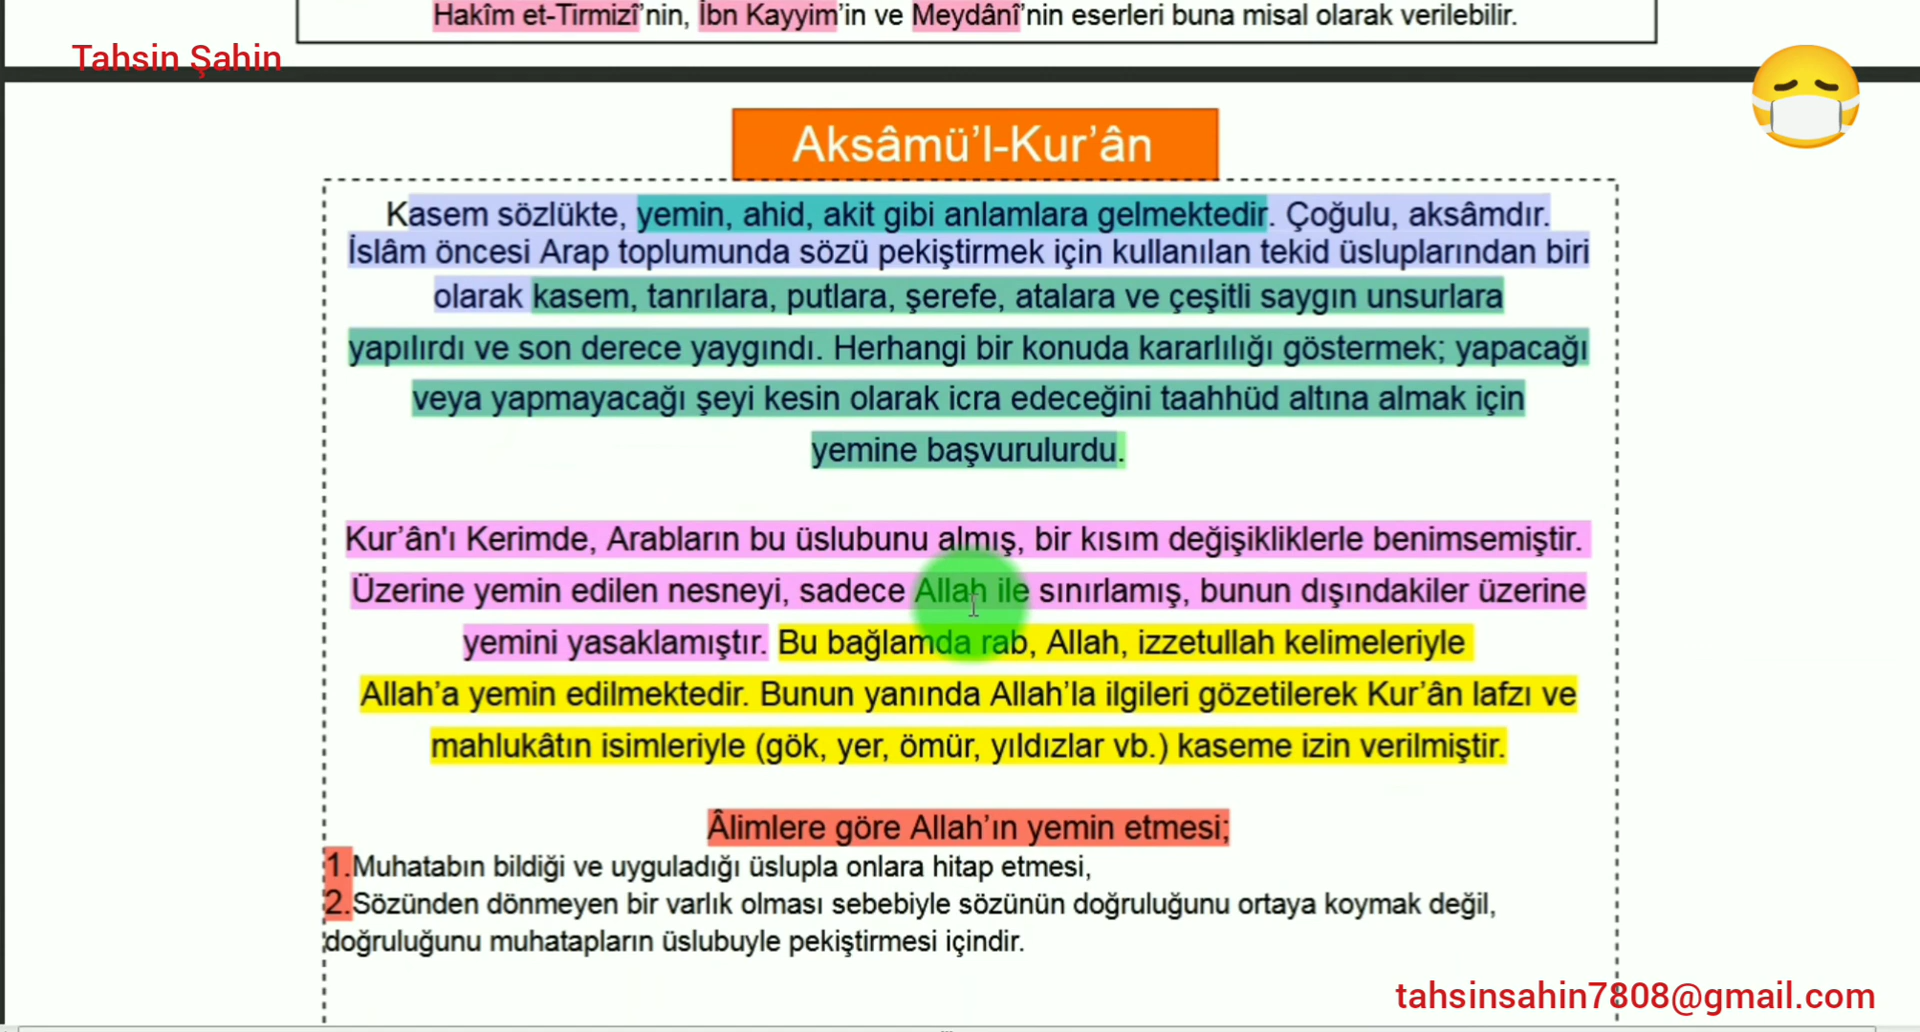 Hakîm et-Tirmizî’nin, İbn Kayyim’in ve Meydânî’nin eserleri buna misal olarak verilebilir.
Tahsin Şahin
Aksâmü’l-Kur’ân
Kasem sözlükte, yemin, ahid, akit gibi anlamlara gelmektedir. Çoğulu, aksâmdır.
İslâm öncesi Arap toplumunda sözü pekiştirmek için kullanılan tekid üsluplarından biri
olarak kasem, tanrılara, putlara, şerefe, atalara ve çeşitli saygın unsurlara
yapılırdı ve son derece yaygındı. Herhangi bir konuda kararlılığı göstermek; yapacağı
veya yapmayacağı şeyi kesin olarak icra edeceğini taahhüd altına almak için
yemine başvurulurdu.
Kur’ân'ı Kerimde, Arabların bu üslubunu almış, bir kısım değişikliklerle benimsemiştir.
Üzerine yemin edilen nesneyi, sadece Allah ile sınırlamış, bunun dışındakiler üzerine
yemini yasaklamıştır. Bu bağlamda rab, Allah, izzetullah kelimeleriyle
Allah’a yemin edilmektedir. Bunun yanında Allah’la ilgileri gözetilerek Kur’ân lafzı ve
mahlukâtın isimleriyle (gök, yer, ömür, yıldızlar vb.) kaseme izin verilmiştir.
Âlimlere göre Allah’ın yemin etmesi;
1.Muhatabın bildiği ve uyguladığı üslupla onlara hitap etmesi,
2.Sözünden dönmeyen bir varlık olması sebebiyle sözünün doğruluğunu ortaya koymak değil,
doğruluğunu muhatapların üslubuyle pekiştirmesi içindir.
tahsinsahin7808@gmail.com